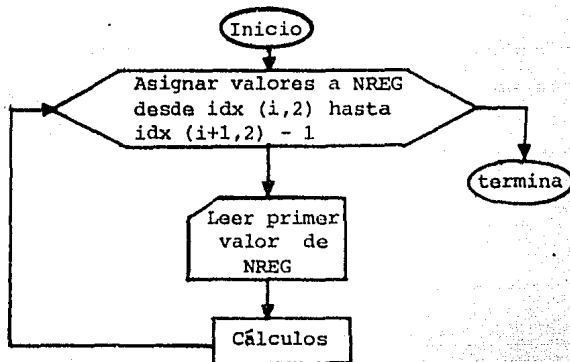 Inicio
Asignar valores a NREG
desde idx (i,2) hasta
idx (i+1,2) - 1
termina
Leer primer
valor de
NREG
Cálculos